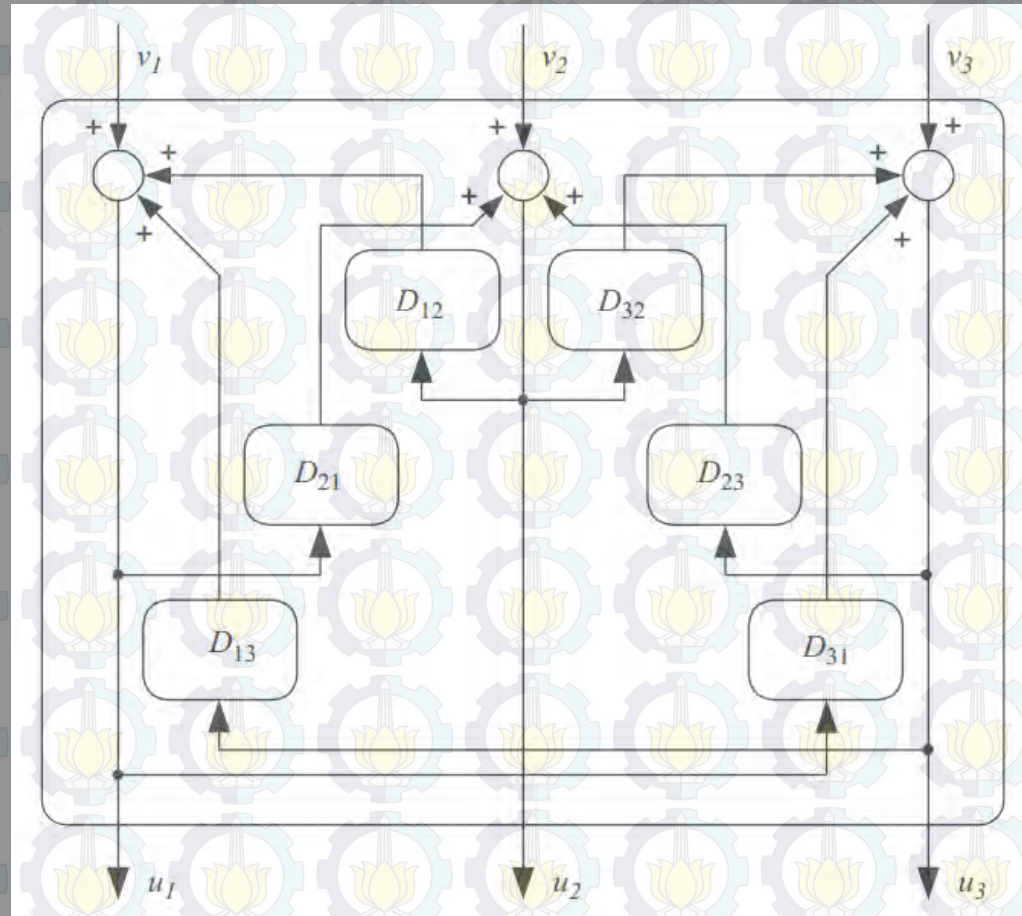 v1 v2 v3
+ + +
+ +
+ +
+ +
D12 D32
D21 D23
D13 D31
u1 u2 u3